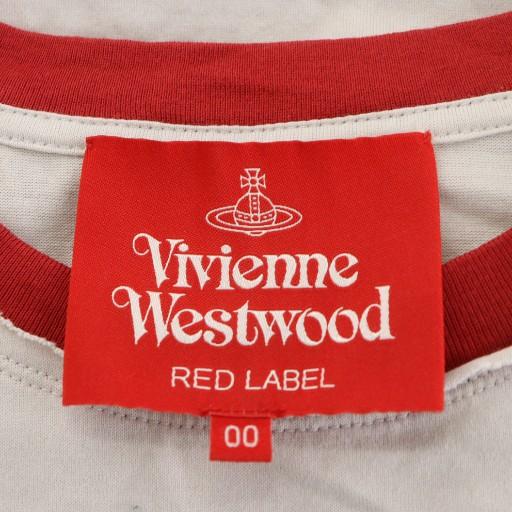 Vivienne
Westwood
RED LABEL
00